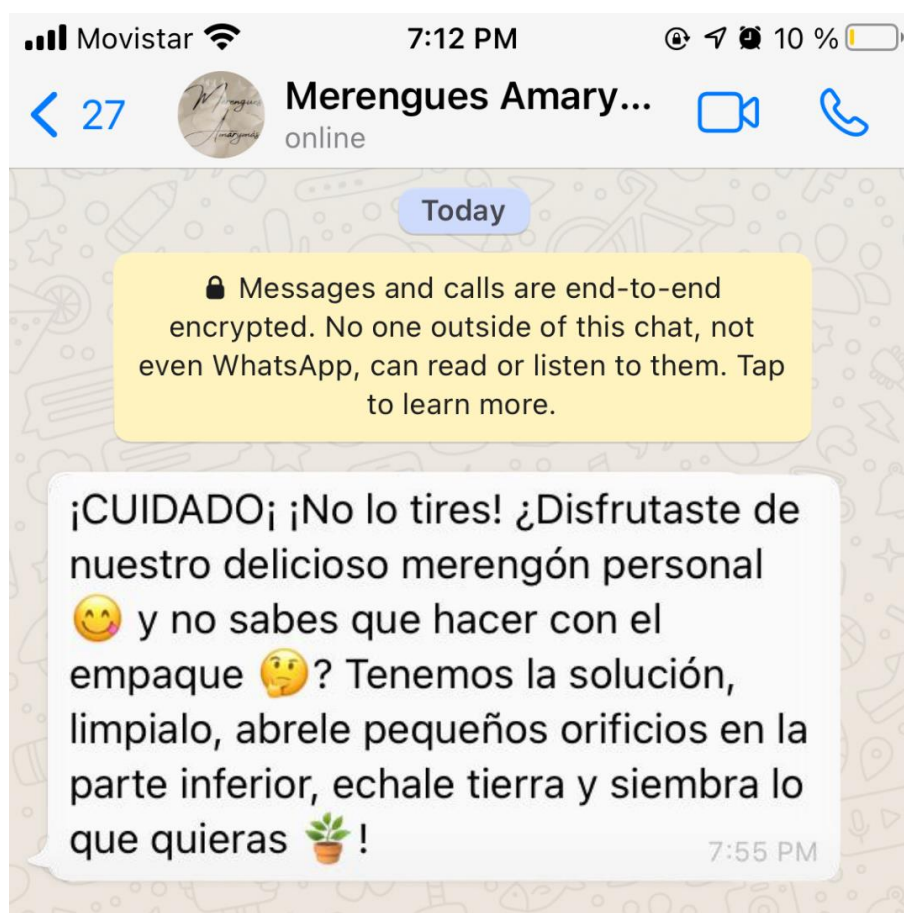 Movistar 7:12 PM 10 %
27 Merengues Amary...
online
Today
Messages and calls are end-to-end
encrypted. No one outside of this chat, not
even WhatsApp, can read or listen to them. Tap
to learn more.
¡CUIDADO¡ ¡No lo tires! ¿Disfrutaste de
nuestro delicioso merengón personal
😋 y no sabes que hacer con el
empaque 🤔? Tenemos la solución,
limpialo, abrele pequeños orificios en la
parte inferior, echale tierra y siembra lo
que quieras 🪴!
7:55 PM